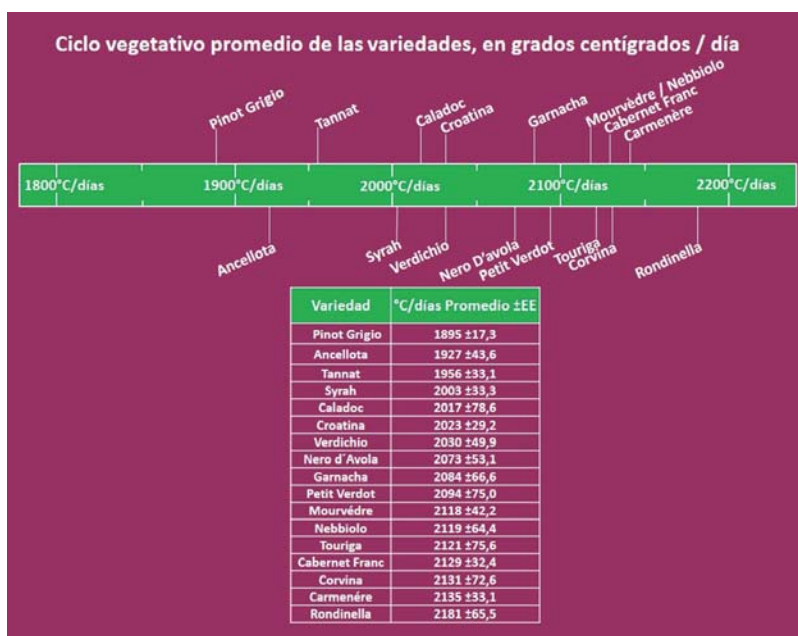 Ciclo vegetativo promedio de las variedades, en grados centígrados / día
Pinot Grigio
Tannat
Caladoc
Croatina
Garnacha
Mourvèdre / Nebbiolo
Cabernet Franc
Carmenère
1800°C/días 1900°C/días 2000°C/días 2100°C/días 2200°C/días
Ancellota
Syrah
Verdichio
Nero D'avola
Petit Verdot
Touriga
Corvina
Rondinella
Variedad °C/días Promedio ±EE
Pinot Grigio 1895 ±17,3
Ancellota 1927 ±43,6
Tannat 1956 ±33,1
Syrah 2003 ±33,3
Caladoc 2017 ±78,6
Croatina 2023 ±29,2
Verdichio 2030 ±49,9
Nero d´Avola 2073 ±53,1
Garnacha 2084 ±66,6
Petit Verdot 2094 ±75,0
Mourvédre 2118 ±42,2
Nebbiolo 2119 ±64,4
Touriga 2121 ±75,6
Cabernet Franc 2129 ±32,4
Corvina 2131 ±72,6
Carmenére 2135 ±33,1
Rondinella 2181 ±65,5